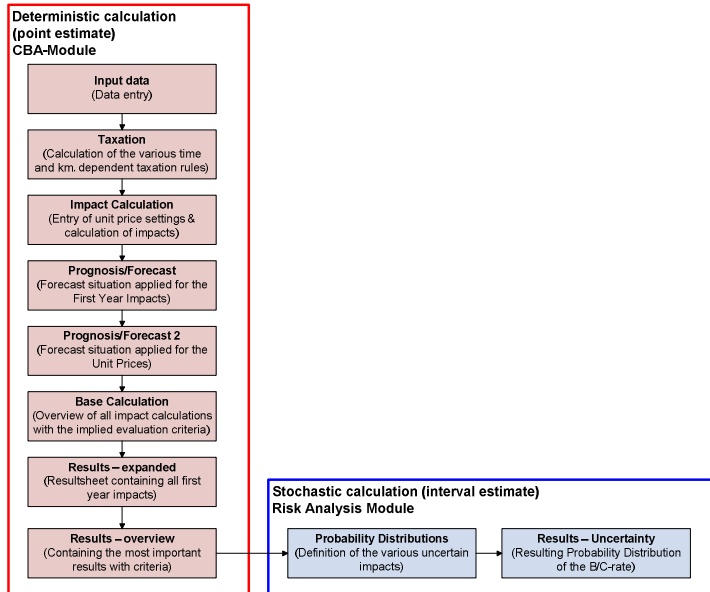 Deterministic calculation
(point estimate)
CBA-Module
Input data
(Data entry)
Taxation
(Calculation of the various time
and km. dependent taxation rules)
Impact Calculation
(Entry of unit price settings &
calculation of impacts)
Prognosis/Forecast
(Forecast situation applied for the
First Year Impacts)
Prognosis/Forecast 2
(Forecast situation applied for the
Unit Prices)
Base Calculation
(Overview of all impact calculations
with the implied evaluation criteria)
Results – expanded
(Resultsheet containing all first
year impacts)
Results – overview
(Containing the most important
results with criteria)
Stochastic calculation (interval estimate)
Risk Analysis Module
Probability Distributions
(Definition of the various uncertain
impacts)
Results – Uncertainty
(Resulting Probability Distribution
of the B/C-rate)